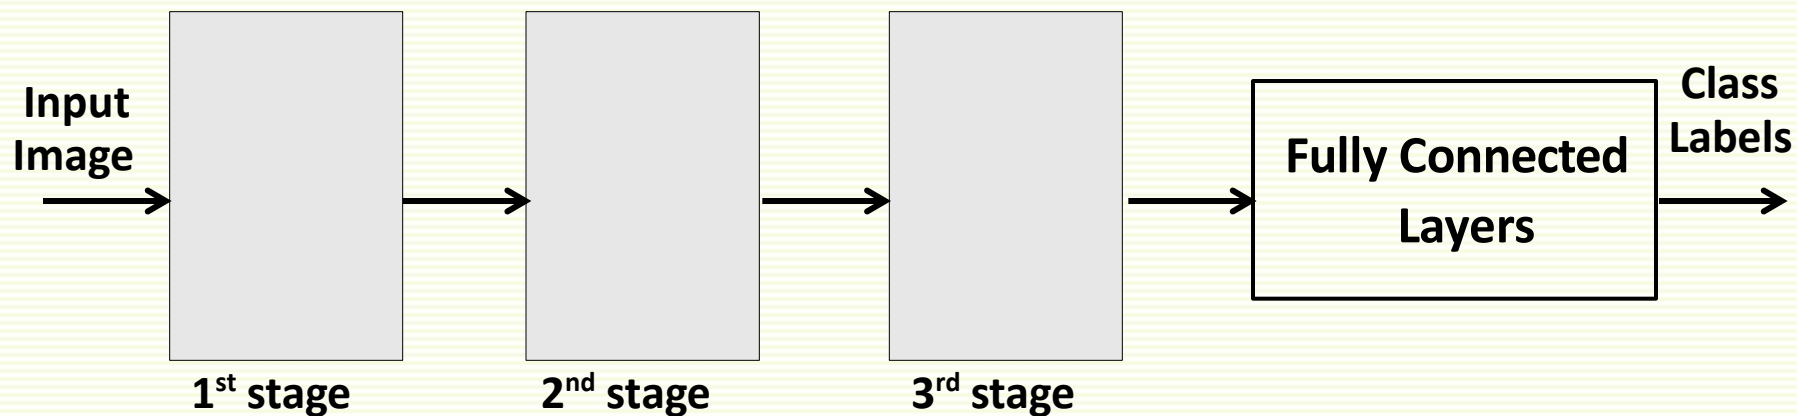 Input
Image
1st stage
2nd stage
3rd stage
Fully Connected
Layers
Class
Labels